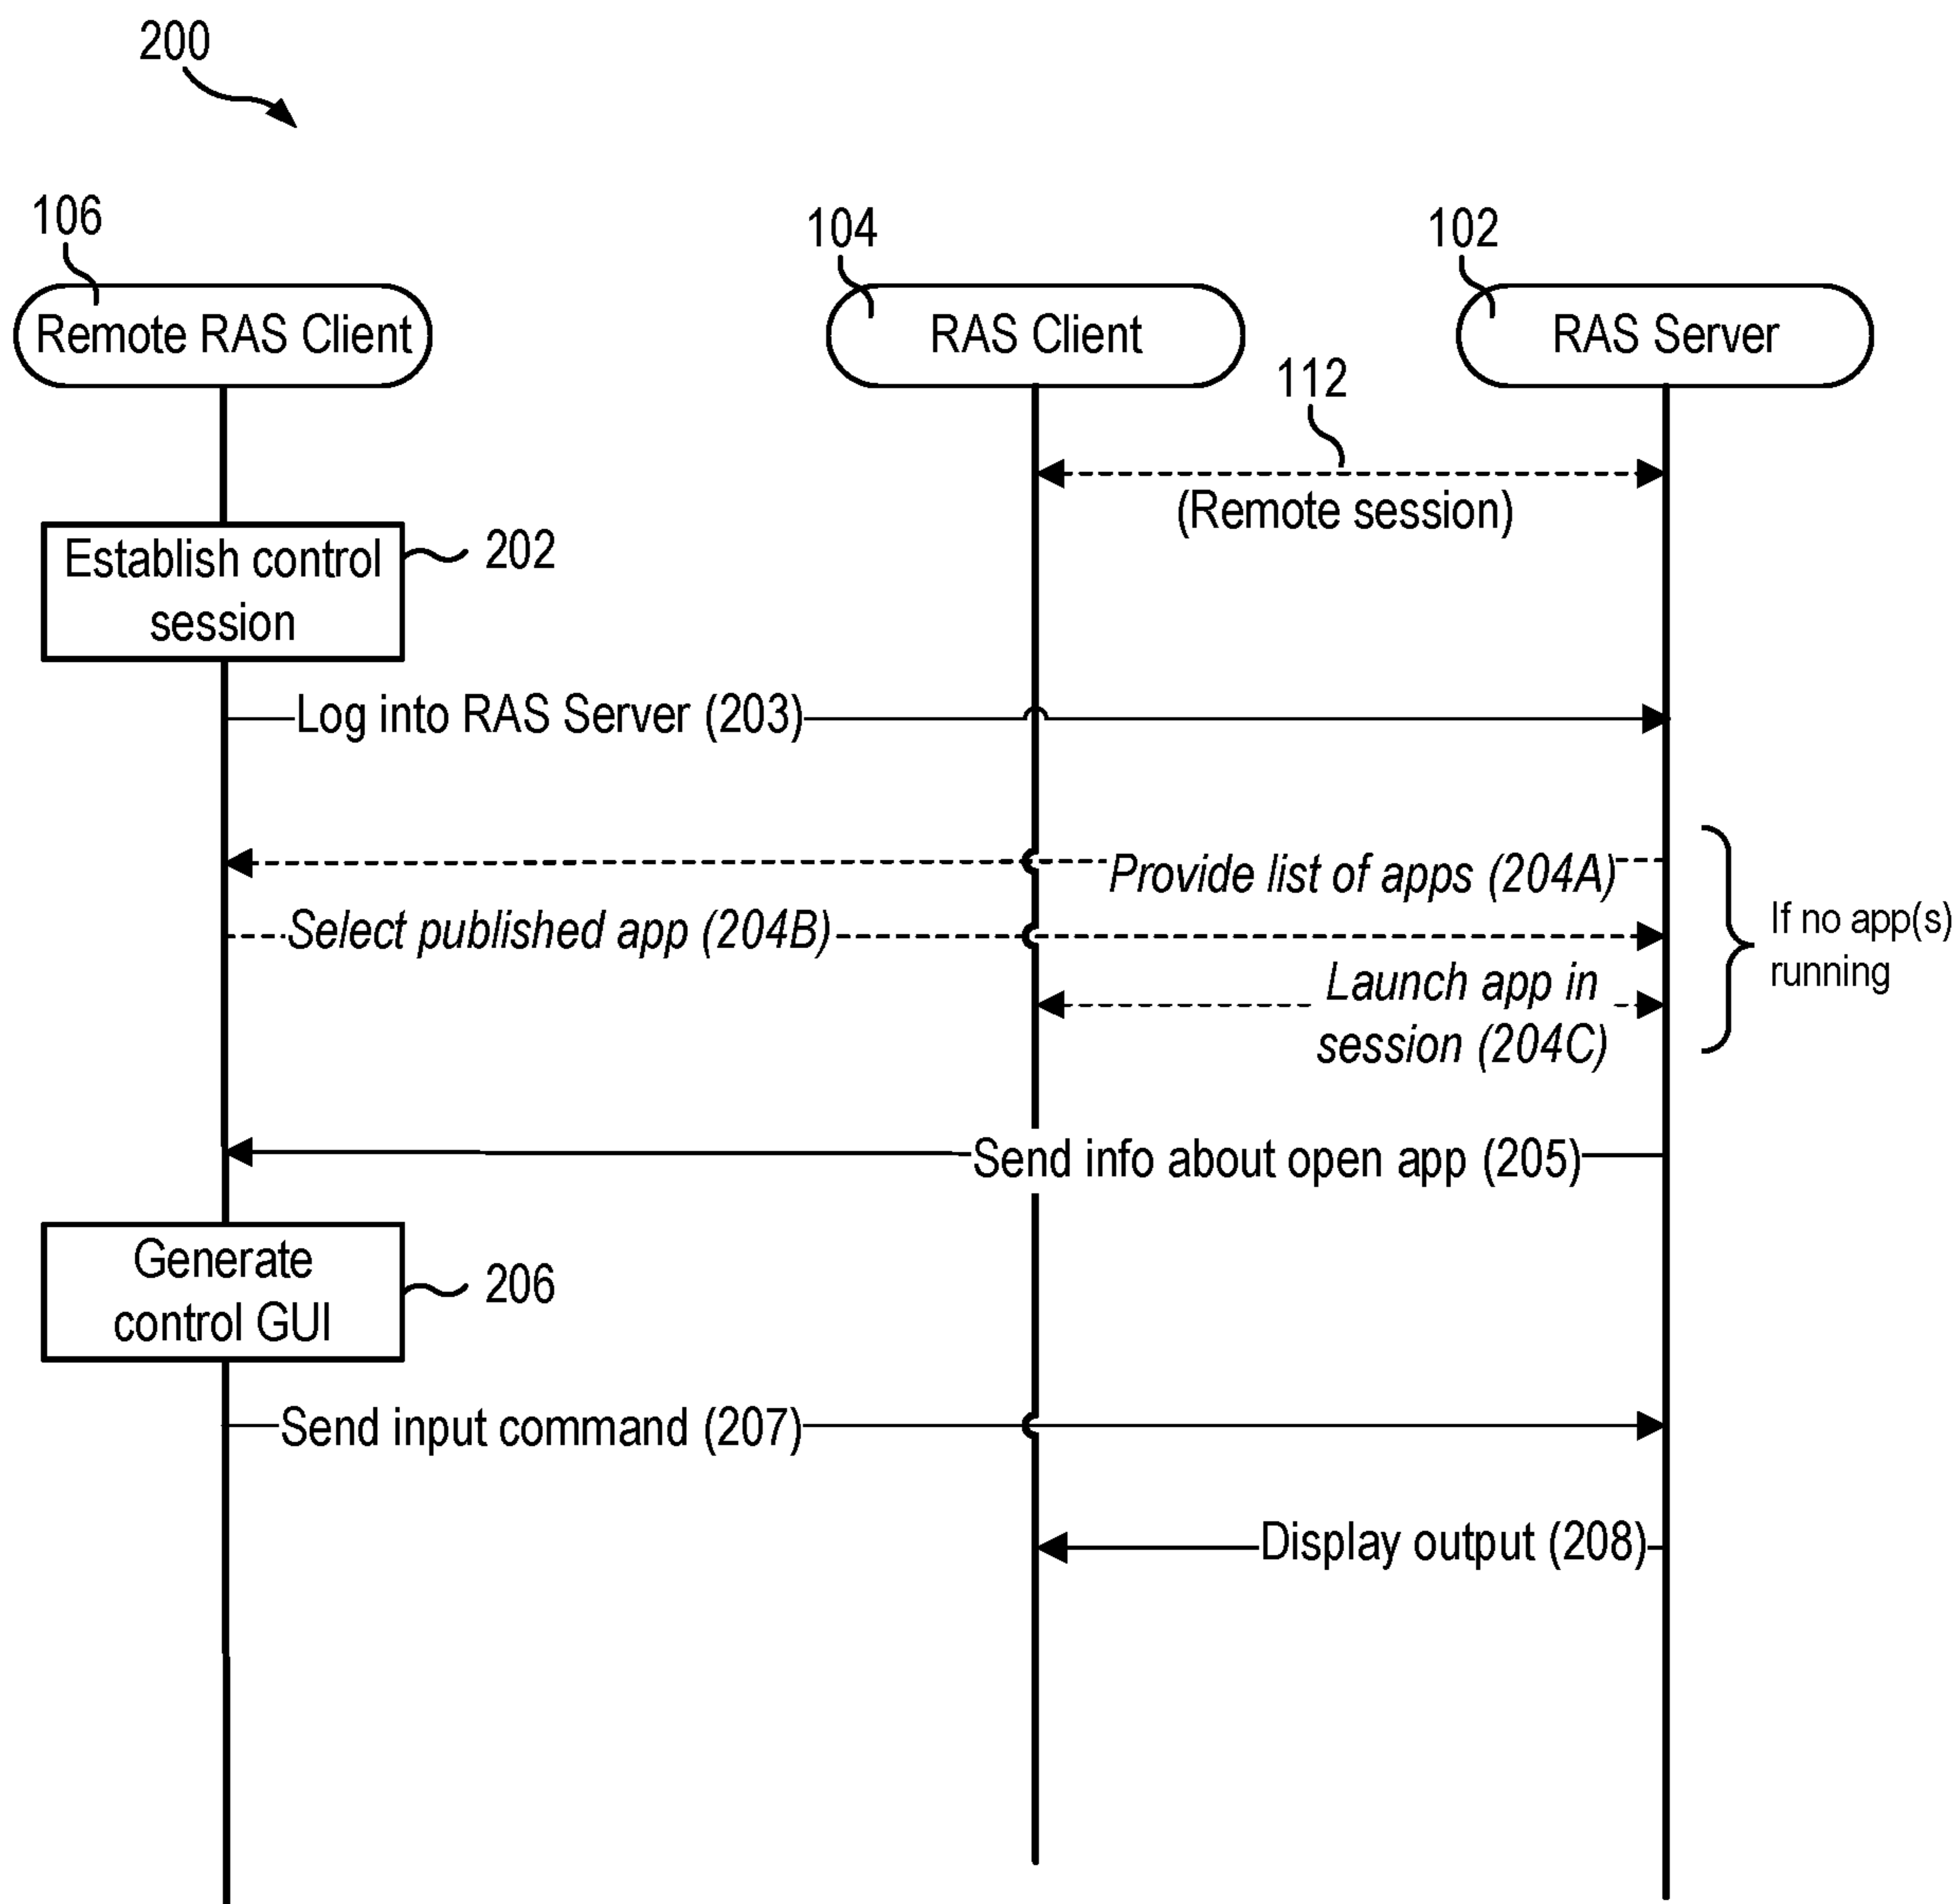 200
106
104
102
Remote RAS Client
RAS Client
RAS Server
112
(Remote session)
Establish control
session
202
Log into RAS Server (203)
Provide list of apps (204A)
Select published app (204B)
If no app(s)
running
Launch app in
session (204C)
Send info about open app (205)
Generate
control GUI
206
Send input command (207)
Display output (208)